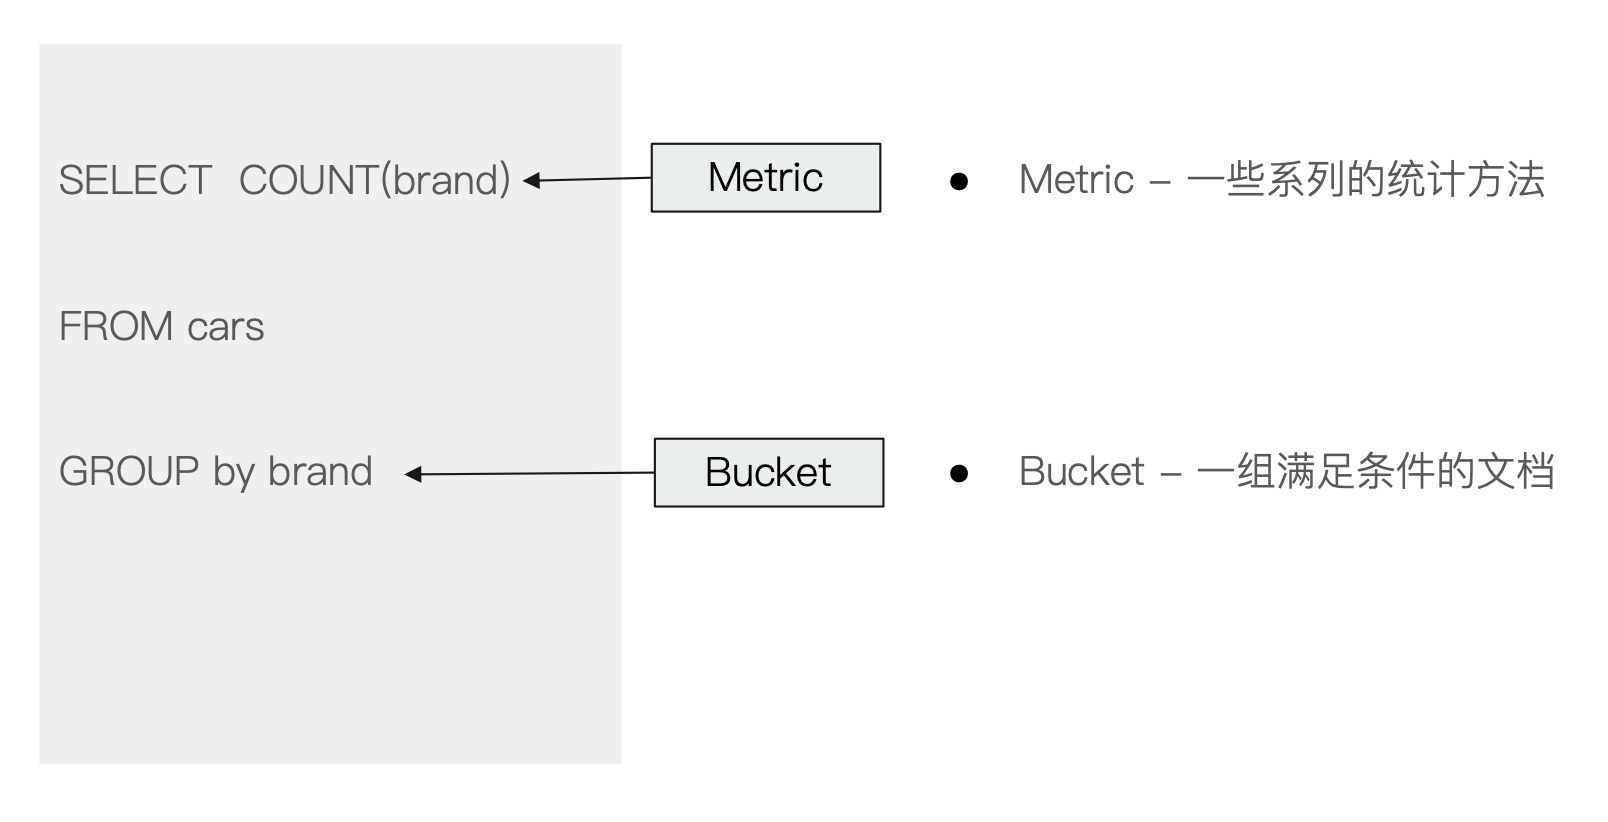 SELECT COUNT(brand)
Metric
Metric – 一些系列的统计方法
FROM cars
GROUP by brand
Bucket
Bucket – 一组满足条件的文档